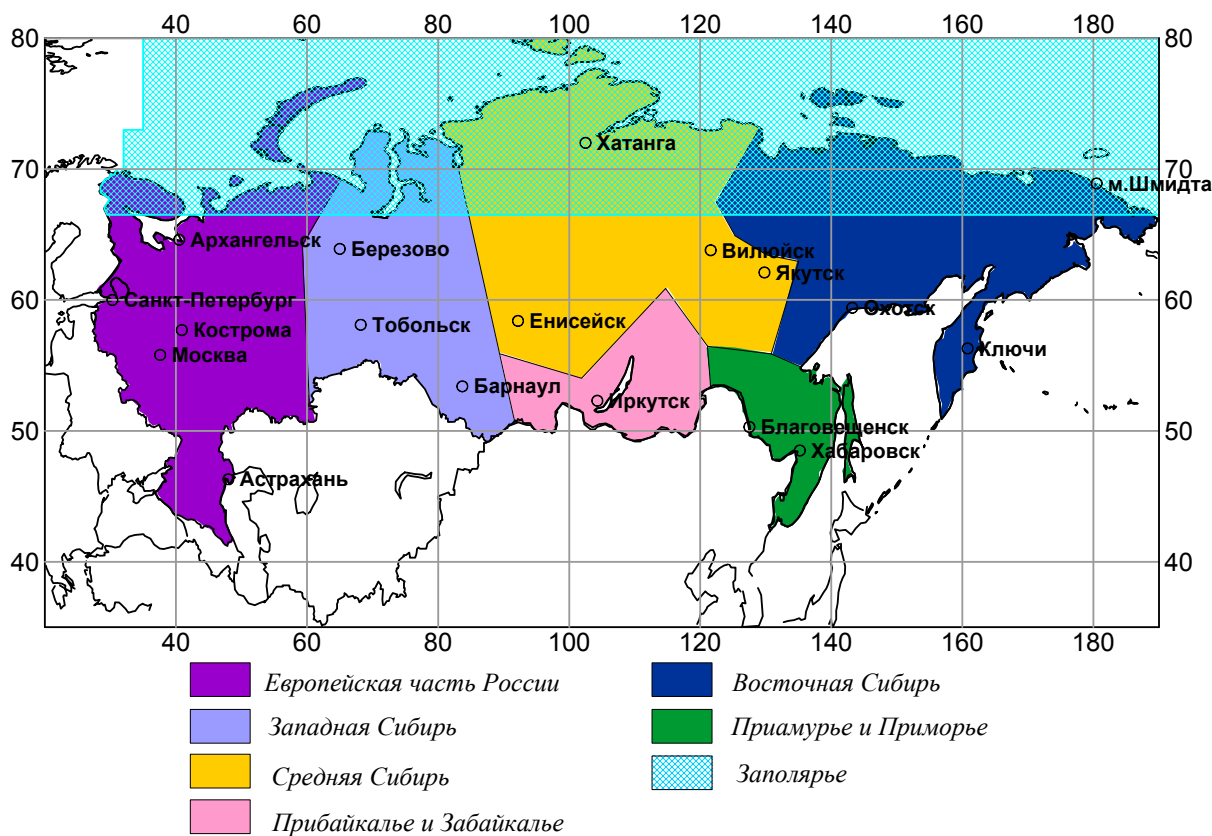 40 60 80 100 120 140 160 180
80 80
70 70
Хатанга
м.Шмидта
Архангельск
Березово
Вилюйск
Якутск
60 60
Санкт-Петербург
Охотск
Кострома
Тобольск
Енисейск
Москва
Ключи
Барнаул
Иркутск
50 50
Благовещенск
Хабаровск
Астрахань
40 40
40 60 80 100 120 140 160 180
Европейская часть России
Западная Сибирь
Средняя Сибирь
Прибайкалье и Забайкалье
Восточная Сибирь
Приамурье и Приморье
Заполярье